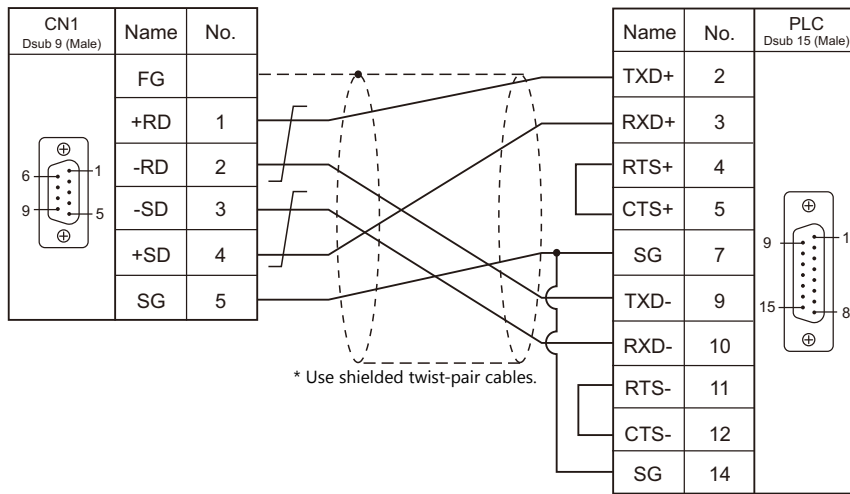 CN1
Dsub 9 (Male)
Name No.
FG
+RD 1
-RD 2
-SD 3
+SD 4
SG 5
6 1
9 5
* Use shielded twist-pair cables.
Name No.
PLC
Dsub 15 (Male)
TXD+ 2
RXD+ 3
RTS+ 4
CTS+ 5
SG 7
TXD- 9
RXD- 10
RTS- 11
CTS- 12
SG 14
9 1
15 8